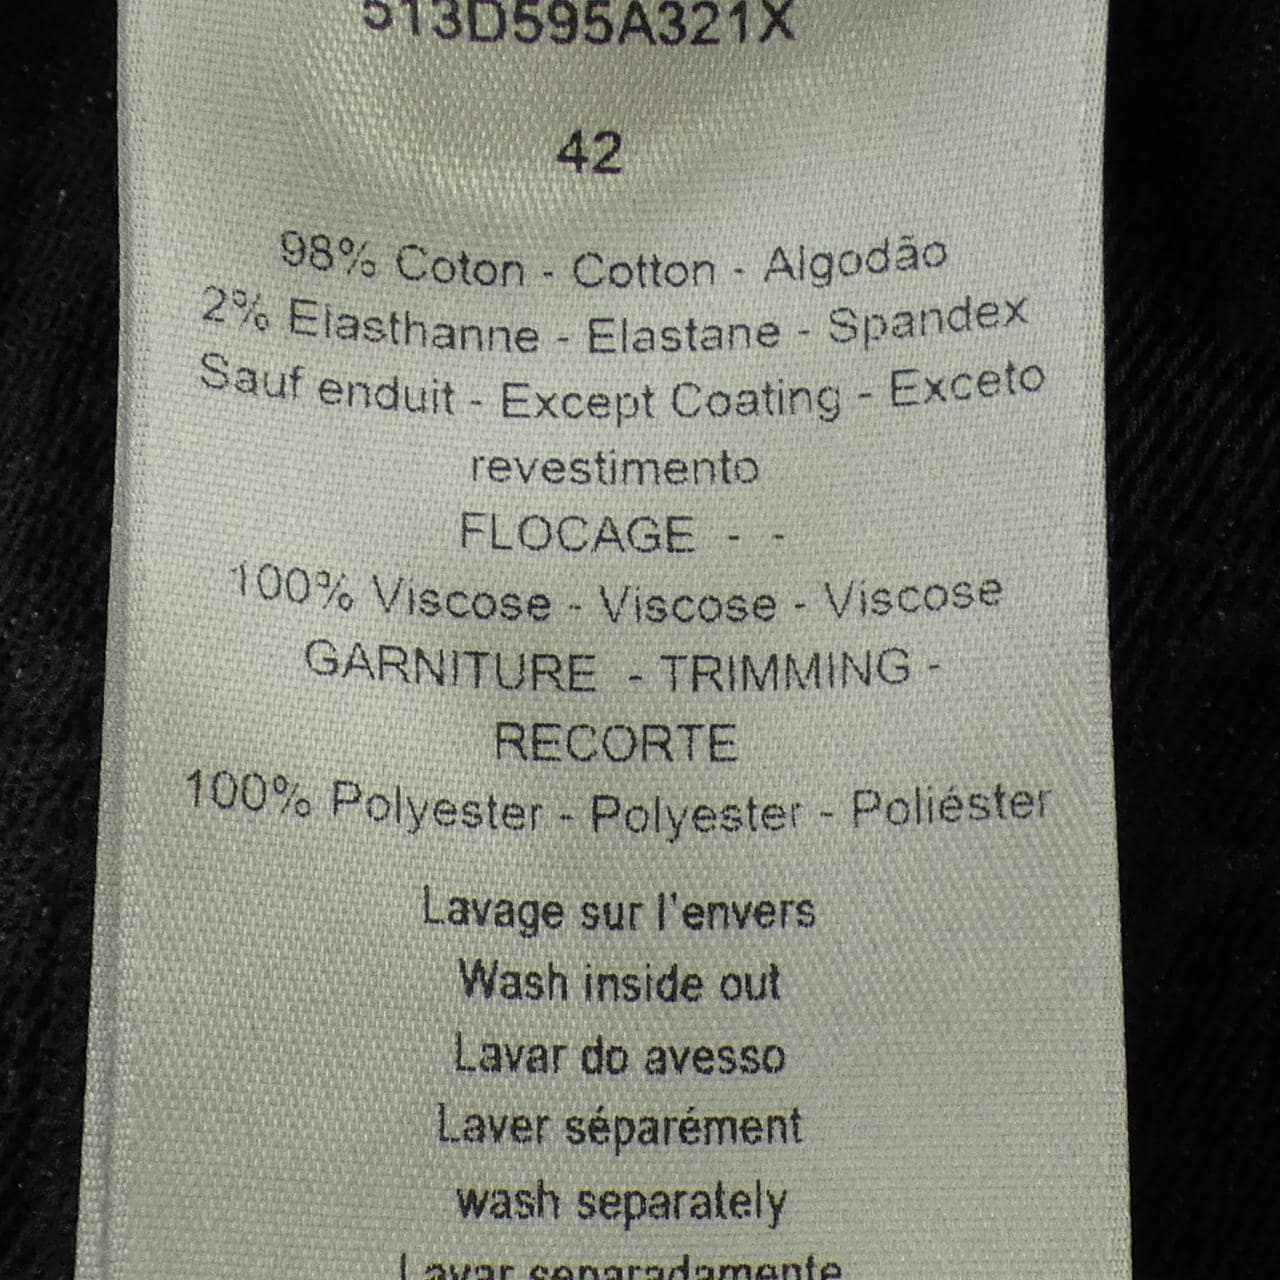 513D595A321X
42
98% Coton - Cotton - Algodão
2% Elasthanne - Elastane - Spandex
Sauf enduit - Except Coating - Exceto
revestimento
FLOCAGE - -
100% Viscose - Viscose - Viscose
GARNITURE - TRIMMING -
RECORTE
100% Polyester - Polyester - Poliéster
Lavage sur l'envers
Wash inside out
Lavar do avesso
Laver séparément
wash separately
Lavar separadamente